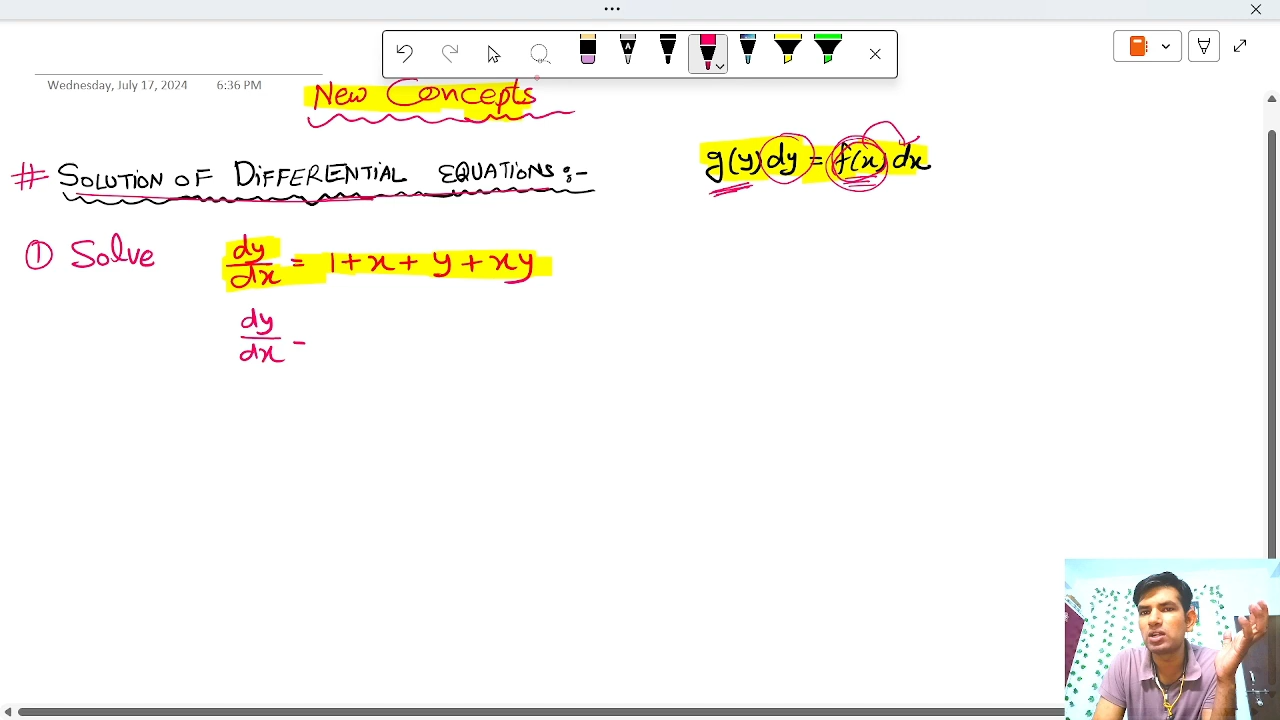 Wednesday, July 17, 2024 6:36 PM
New Concepts
g(y) dy = f(x) dx
# SOLUTION OF DIFFERENTIAL EQUATIONS :-
① Solve dy/dx = 1 + x + y + xy
dy/dx =